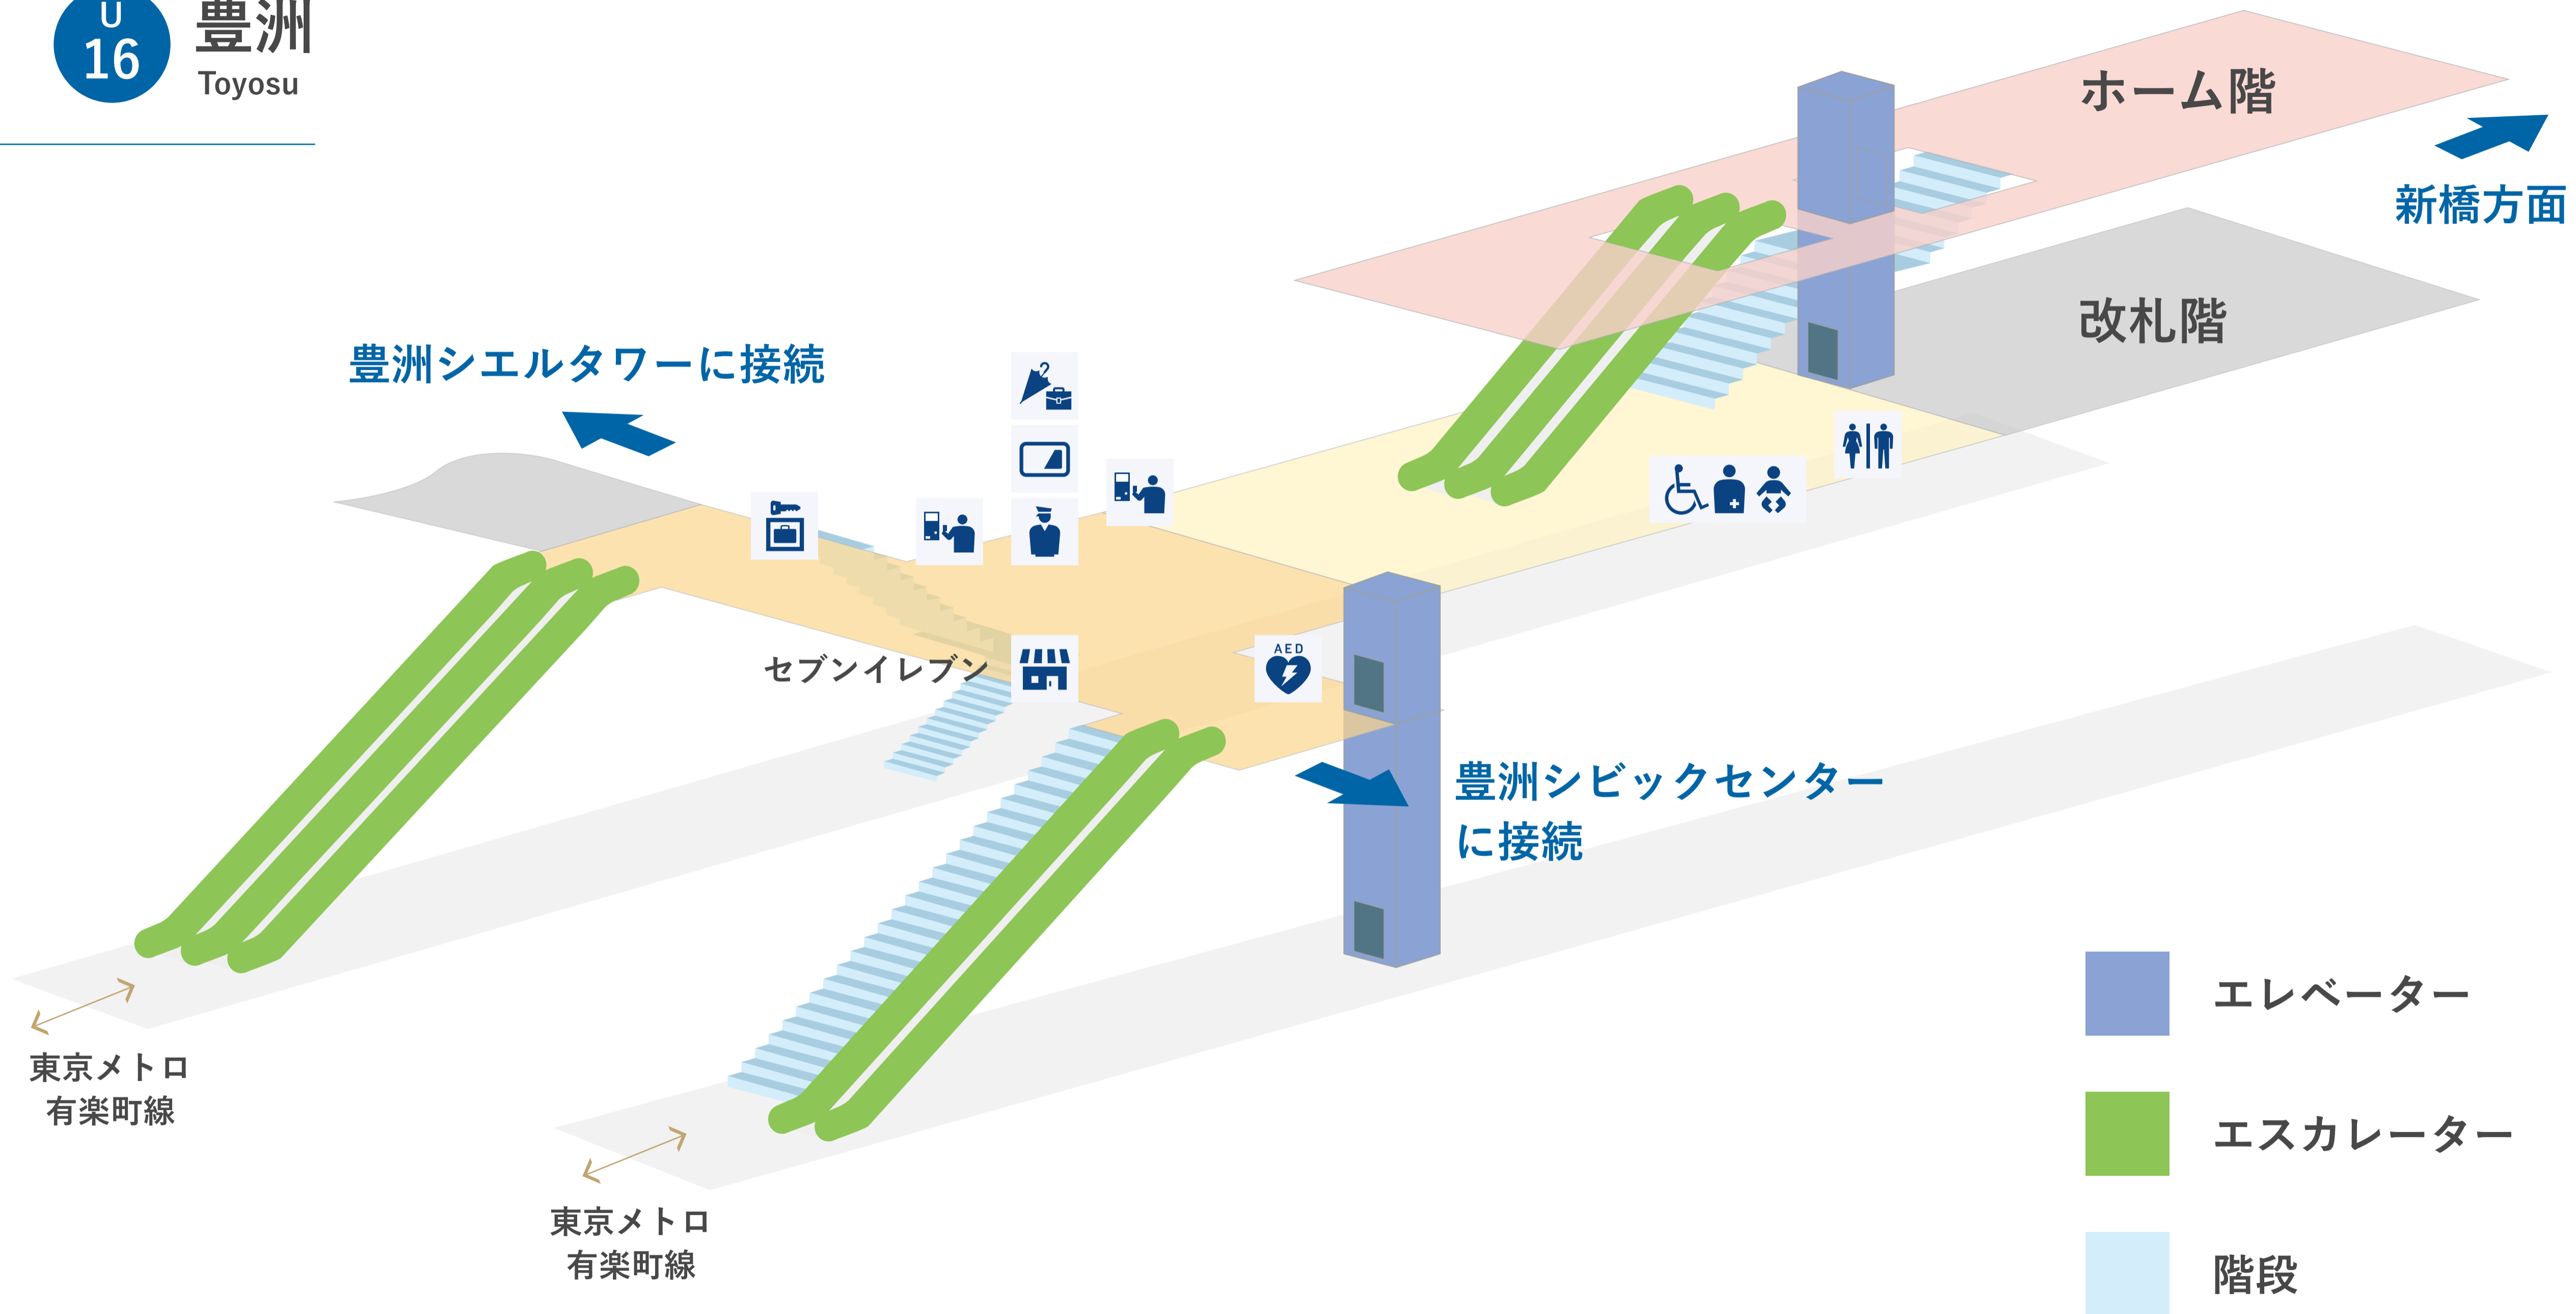 U
16
豊洲
Toyosu
ホーム階
新橋方面
改札階
豊洲シエルタワーに接続
セブンイレブン
AED
豊洲シビックセンター
に接続
東京メトロ
有楽町線
東京メトロ
有楽町線
エレベーター
エスカレーター
階段